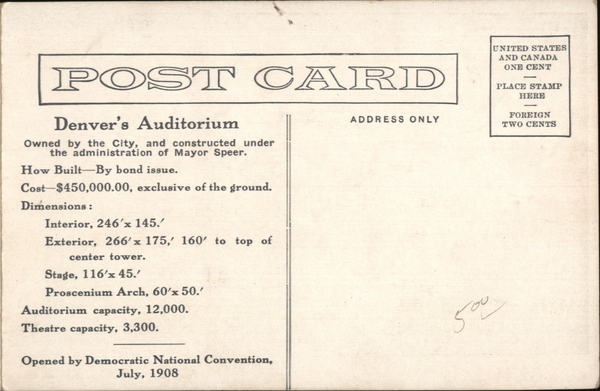 POST CARD
UNITED STATES
AND CANADA
ONE CENT
PLACE STAMP
HERE
FOREIGN
TWO CENTS
Denver's Auditorium
Owned by the City, and constructed under
the administration of Mayor Speer.
How Built—By bond issue.
Cost—$450,000.00, exclusive of the ground.
Dimensions:
Interior, 246′x 145.′
Exterior, 266′x 175,′ 160′ to top of
center tower.
Stage, 116′x 45.′
Proscenium Arch, 60′x 50.′
Auditorium capacity, 12,000.
Theatre capacity, 3,300.
Opened by Democratic National Convention,
July, 1908
ADDRESS ONLY
5.00